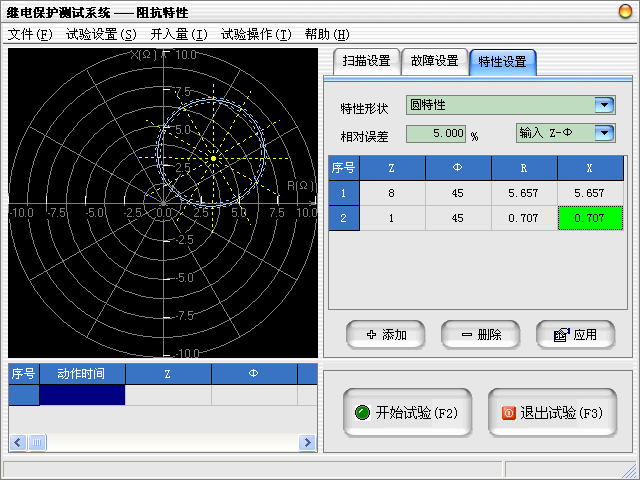 继电保护测试系统 —— 阻抗特性
文件(F) 试验设置(S) 开入量(I) 试验操作(T) 帮助(H)
扫描设置 故障设置 特性设置
X(Ω) 10.0
7.5
5.0
2.5
R(Ω)
-10.0 -7.5 -5.0 -2.5 0.0 2.5 5.0 7.5 10.0
-2.5
-5.0
-7.5
-10.0
特性形状 圆特性
相对误差 5.000 % 输入 Z-Φ
序号 Z Φ R X
1 8 45 5.657 5.657
2 1 45 0.707 0.707
添加 删除 应用
序号 动作时间 Z Φ
开始试验(F2) 退出试验(F3)